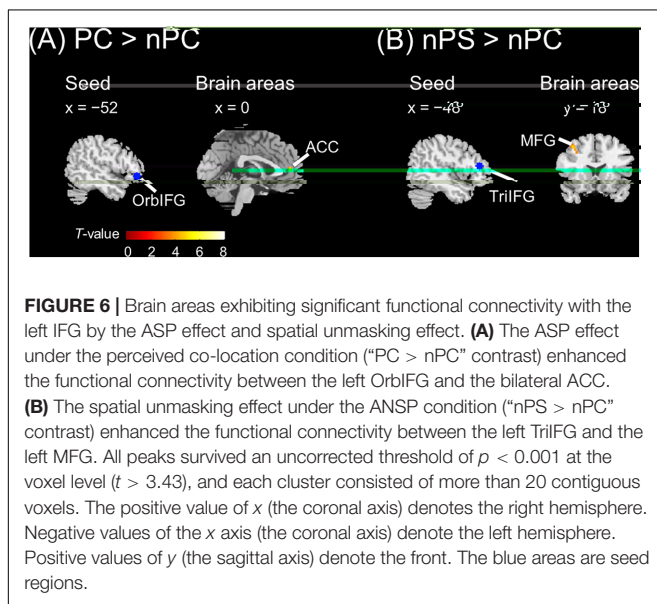 (A) PC > nPC (B) nPS > nPC
Seed Brain areas Seed Brain areas
x = −52 x = 0 x =
MFG
ACC
OrbIFG
TriIFG
T-value
0 2 4 6 8
FIGURE 6 | Brain areas exhibiting significant functional connectivity with the
left IFG by the ASP effect and spatial unmasking effect. (A) The ASP effect
under the perceived co-location condition (“PC > nPC” contrast) enhanced
the functional connectivity between the left OrbIFG and the bilateral ACC.
(B) The spatial unmasking effect under the ANSP condition (“nPS > nPC”
contrast) enhanced the functional connectivity between the left TriIFG and the
left MFG. All peaks survived an uncorrected threshold of p < 0.001 at the
voxel level (t > 3.43), and each cluster consisted of more than 20 contiguous
voxels. The positive value of x (the coronal axis) denotes the right hemisphere.
Negative values of the x axis (the coronal axis) denote the left hemisphere.
Positive values of y (the sagittal axis) denote the front. The blue areas are seed
regions.